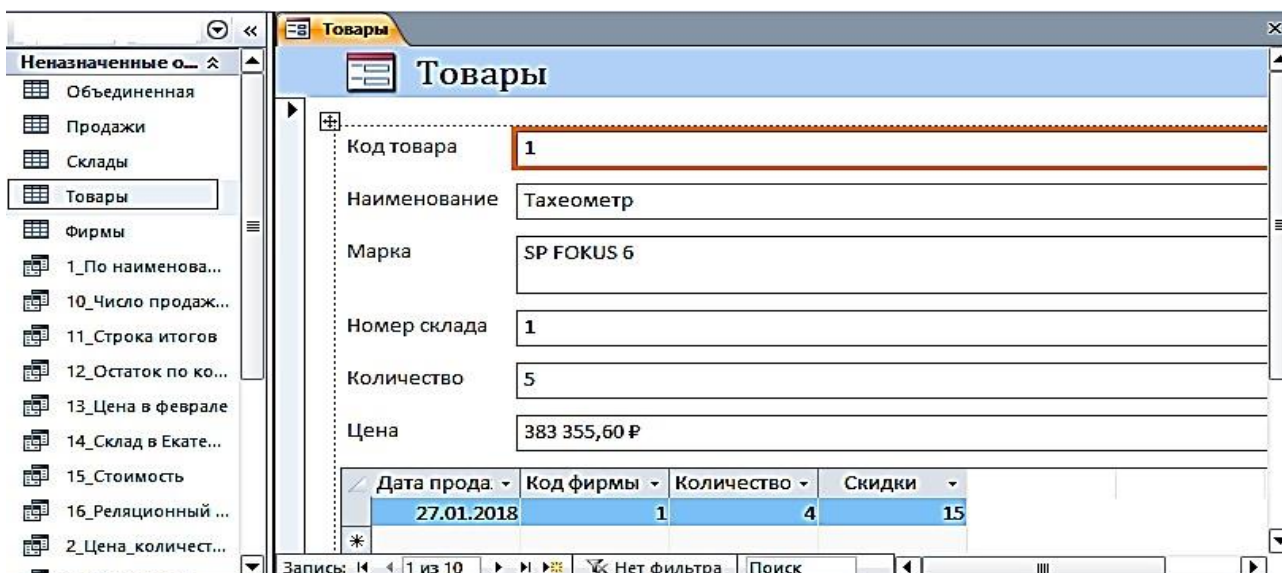 Товары
Неназначенные о...
Объединенная
Продажи
Склады
Товары
Фирмы
1_По наименова...
10_Число продаж...
11_Строка итогов
12_Остаток по ко...
13_Цена в феврале
14_Склад в Екате...
15_Стоимость
16_Реляционный ...
2_Цена_количест...
Товары
Код товара 1
Наименование Тахеометр
Марка SP FOKUS 6
Номер склада 1
Количество 5
Цена 383 355,60 ₽
Дата прода: Код фирмы Количество Скидки
27.01.2018 1 4 15
Запись: 1 из 10 Нет фильтра Поиск